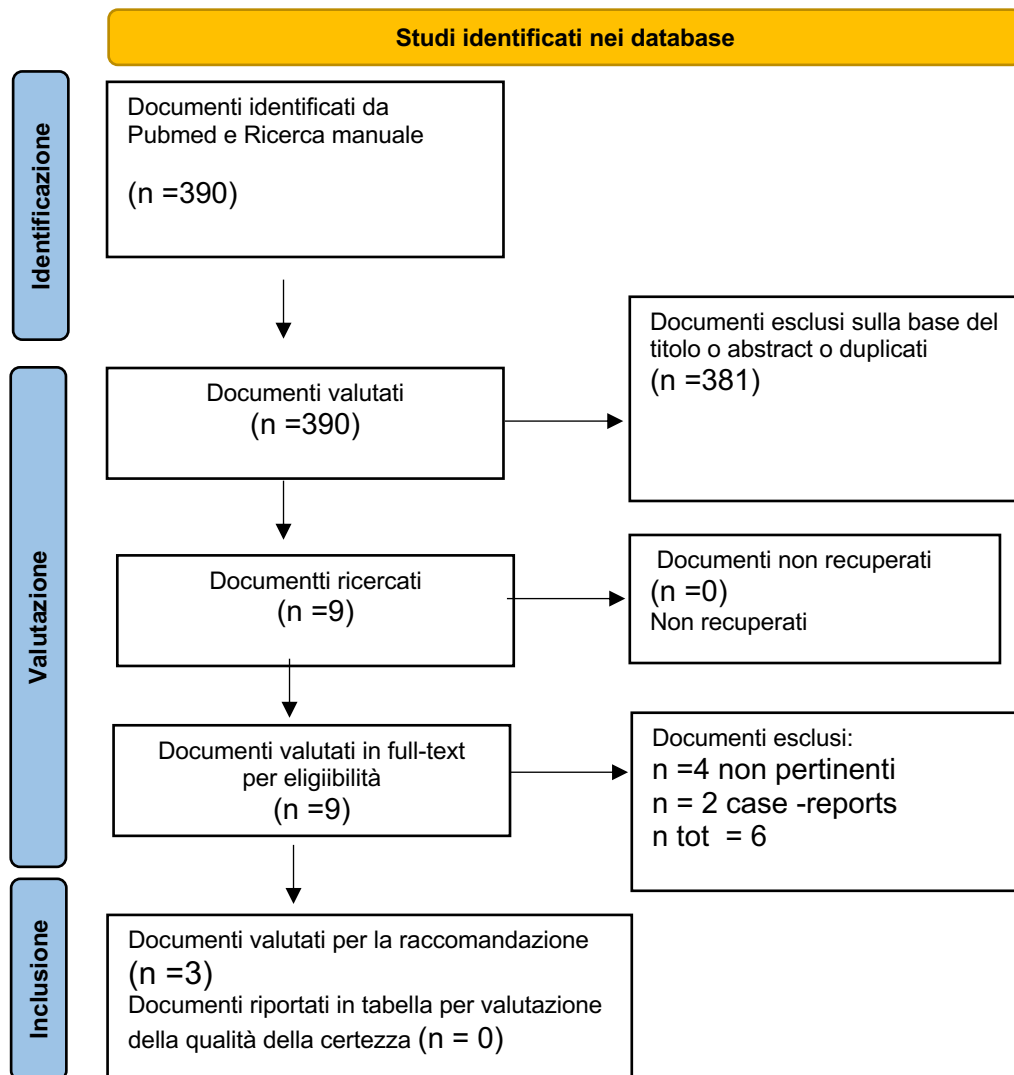 Studi identificati nei database
Identificazione
Documenti identificati da
Pubmed e Ricerca manuale
(n =390)
Documenti esclusi sulla base del
titolo o abstract o duplicati
(n =381)
Valutazione
Documenti valutati
(n =390)
Documentti ricercati
(n =9)
Documenti non recuperati
(n =0)
Non recuperati
Documenti valutati in full-text
per eligiibilità
(n =9)
Documenti esclusi:
n =4 non pertinenti
n = 2 case -reports
n tot = 6
Inclusione
Documenti valutati per la raccomandazione
(n =3)
Documenti riportati in tabella per valutazione
della qualità della certezza (n = 0)